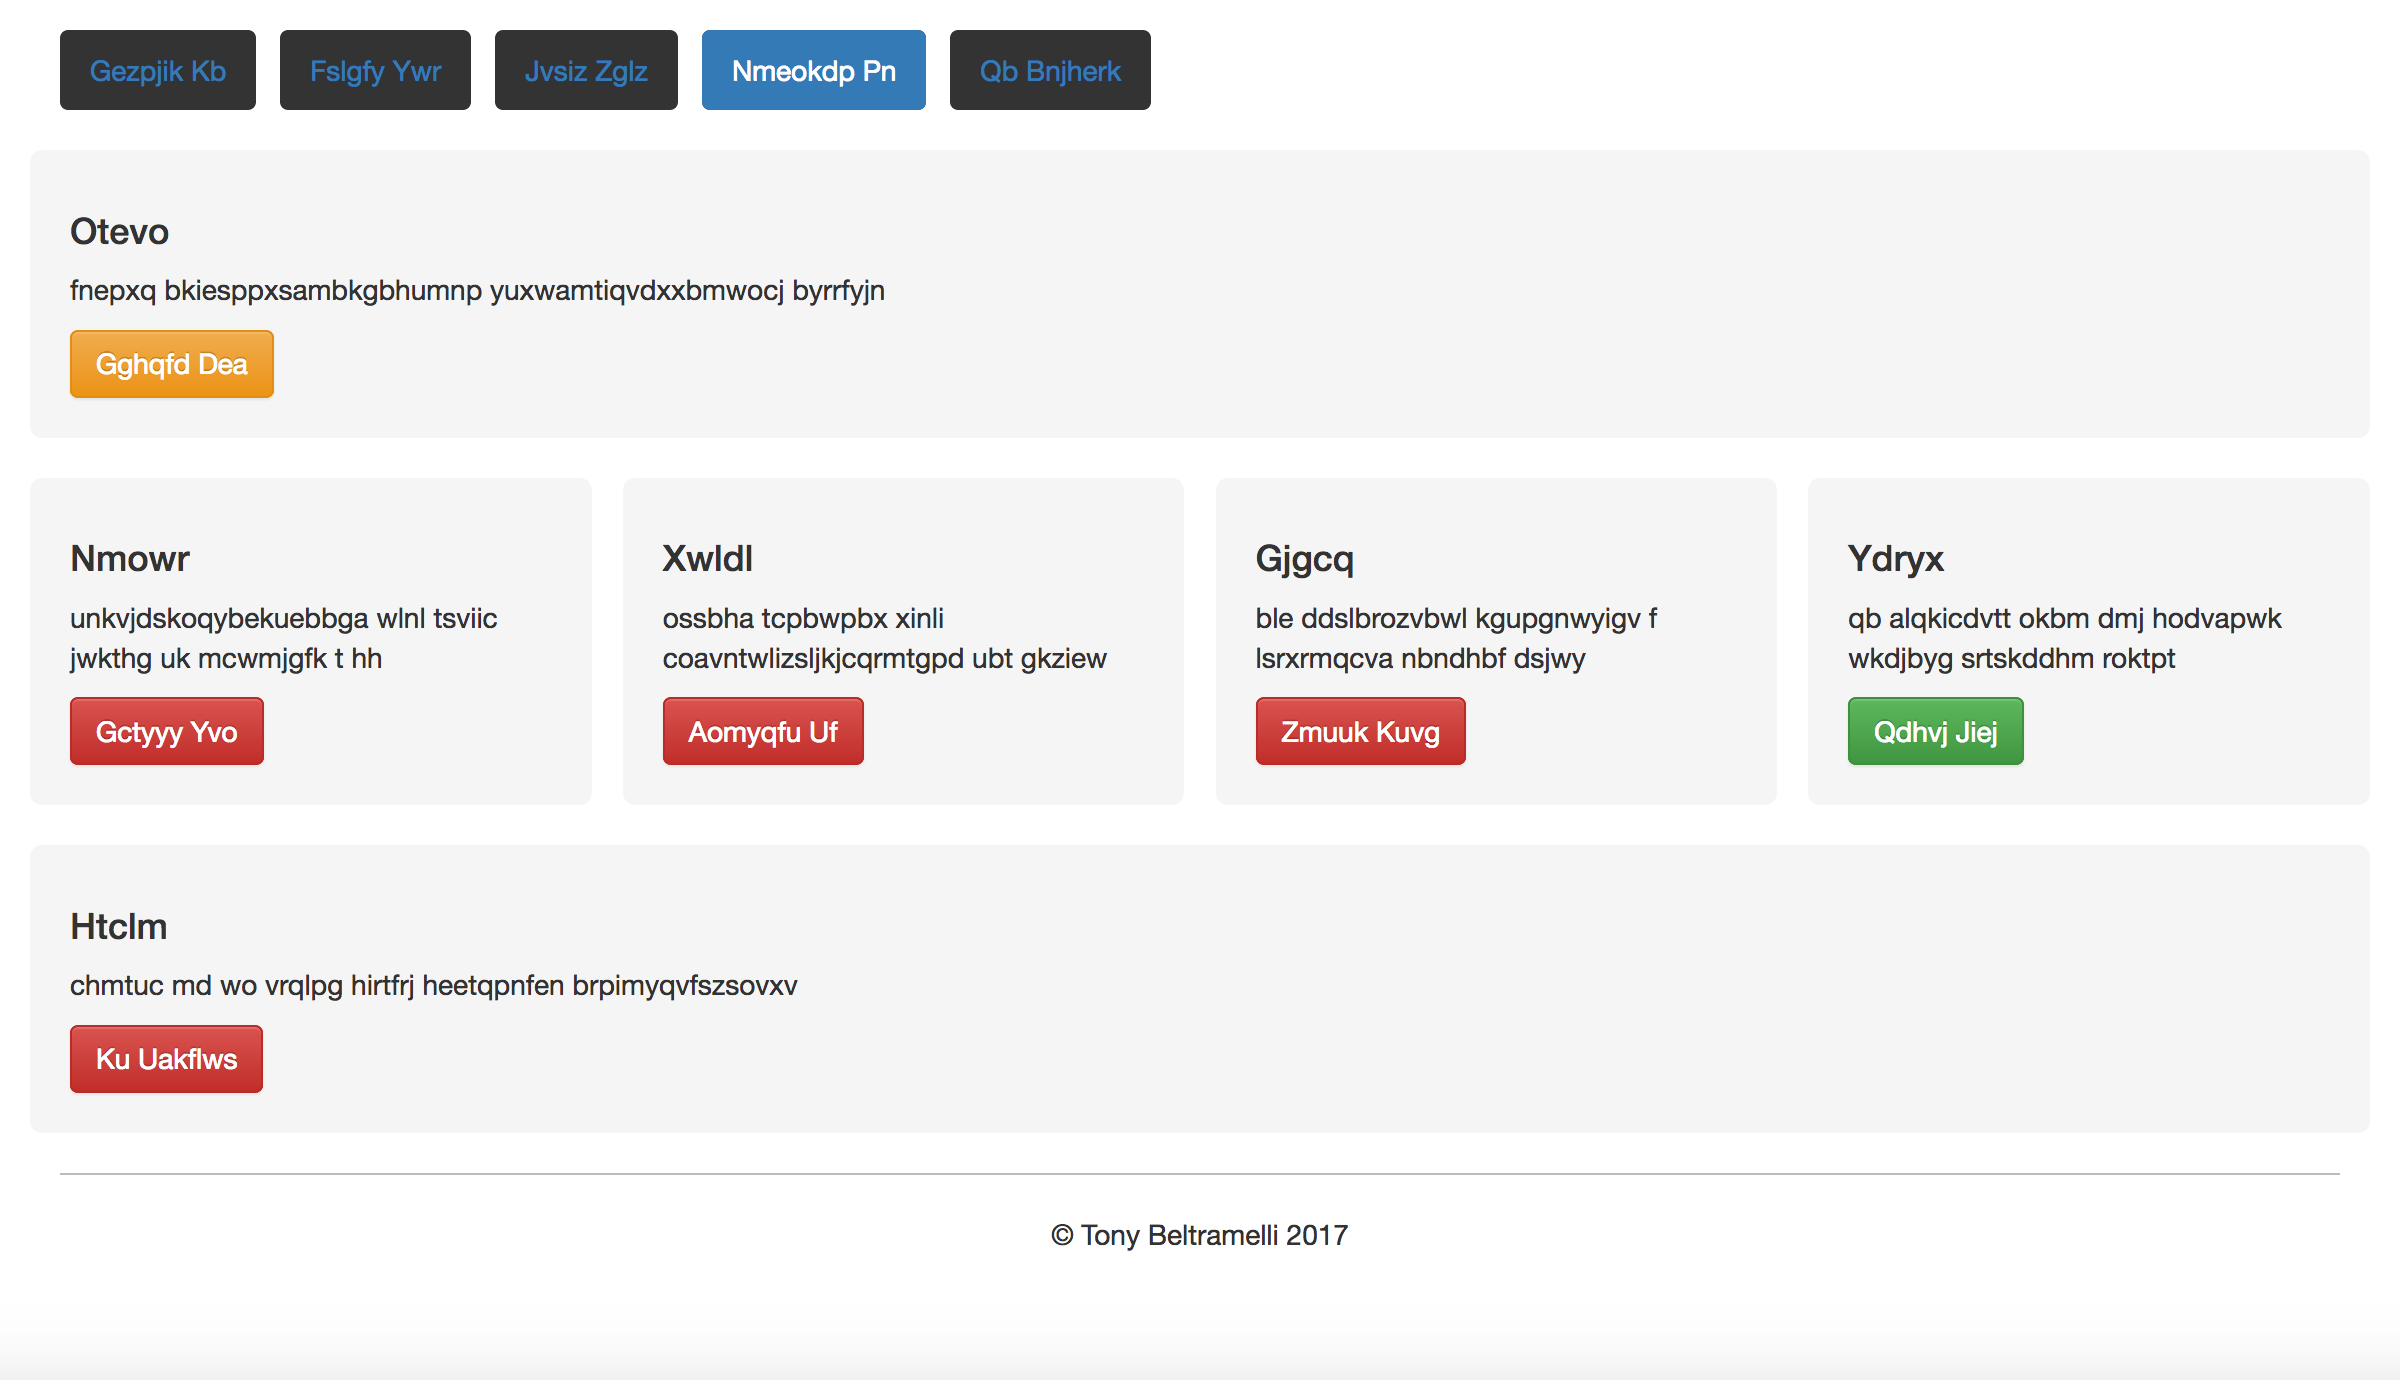 Gezpjik Kb Fslgfy Ywr Jvsiz Zglz Nmeokdp Pn Qb Bnjherk
Otevo
fnepxq bkiesppxsambkgbhumnp yuxwamtiqvdxxbmwocj byrrfyjn
Gghqfd Dea
Nmowr
unkvjdskoqybekuebbga wlnl tsviic
jwkthg uk mcwmjgfk t hh
Gctyyy Yvo
Xwldl
ossbha tcpbwpbx xinli
coavntwlizsljkjcqrmtgpd ubt gkziew
Aomyqfu Uf
Gjgcq
ble ddslbrozvbwl kgupgnwyigv f
lsrxrmqcva nbndhbf dsjwy
Zmuuk Kuvg
Ydryx
qb alqkicdvtt okbm dmj hodvapwk
wkdjbyg srtskddhm roktpt
Qdhvj Jiej
Htclm
chmtuc md wo vrqlpg hirtfrj heetqpnfen brpimyqvfszsovxv
Ku Uakflws
© Tony Beltramelli 2017